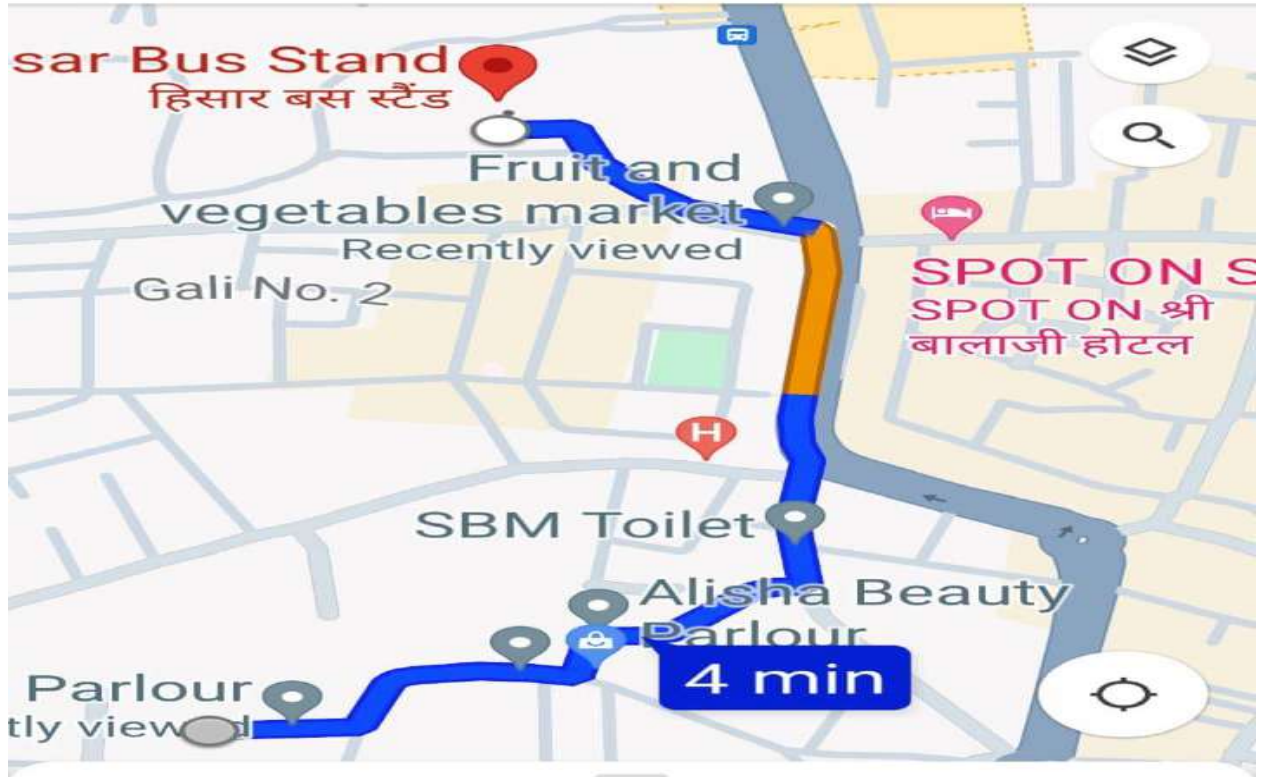 sar Bus Stand
हिसार बस स्टैंड
Fruit and
vegetables market
Recently viewed
Gali No. 2
SPOT ON S
SPOT ON श्री
बालाजी होटल
H
SBM Toilet
Alisha Beauty
Parlour
4 min
Parlour
tly viewed